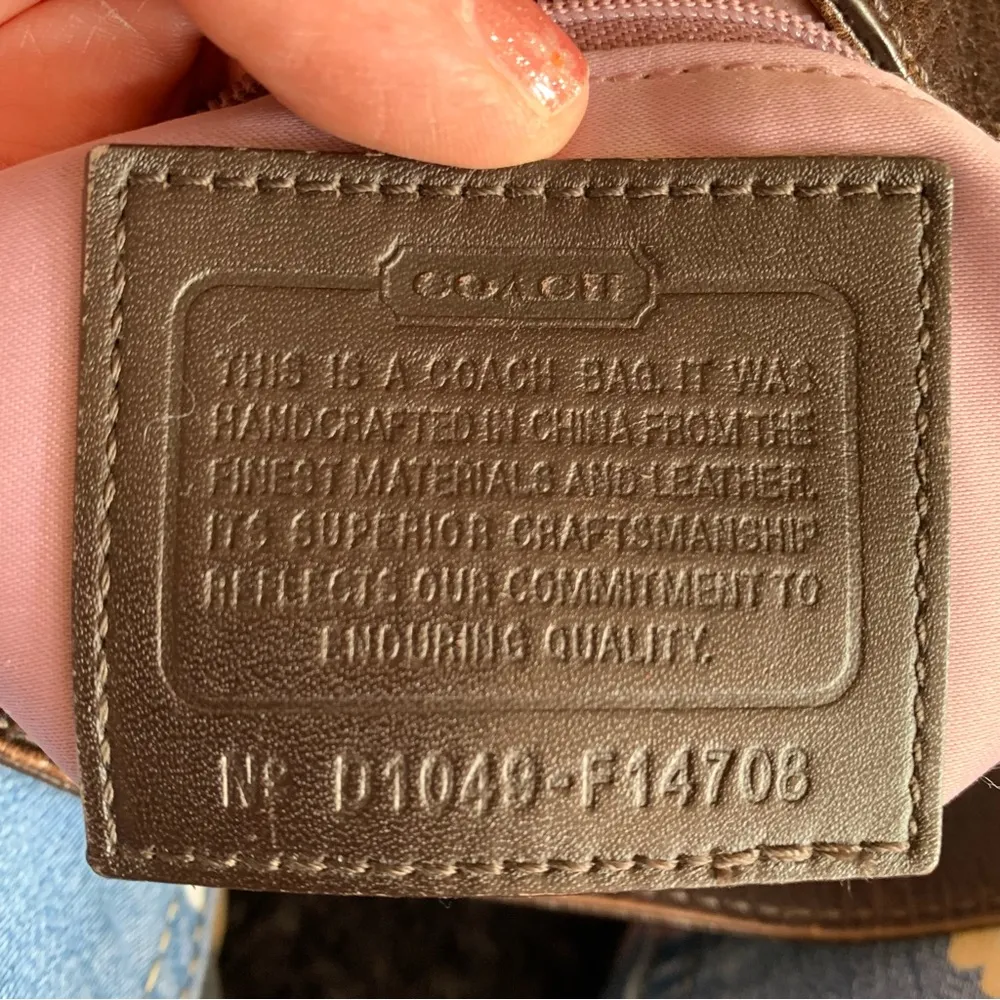 COACH
THIS IS A COACH BAG. IT WAS
HANDCRAFTED IN CHINA FROM THE
FINEST MATERIALS AND LEATHER.
ITS SUPERIOR CRAFTSMANSHIP
REFLECTS OUR COMMITMENT TO
ENDURING QUALITY.
Nº D1049-F14708